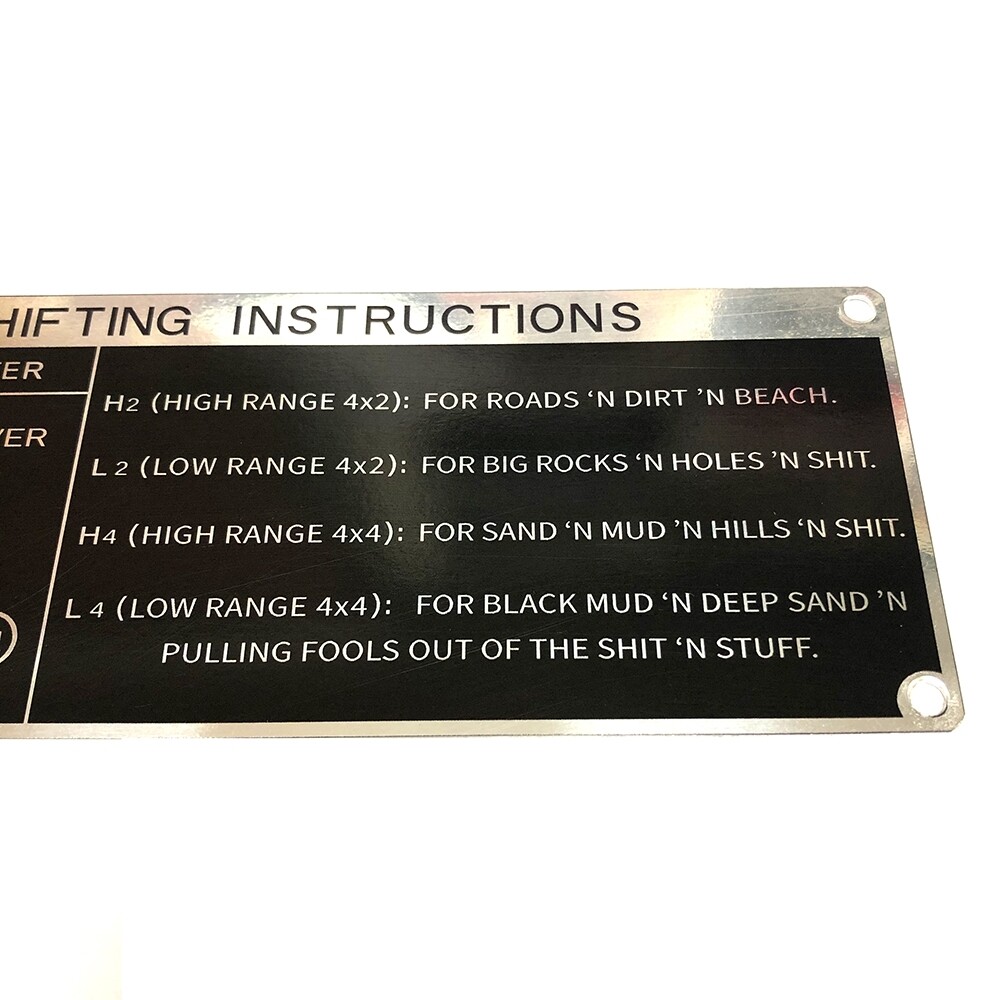 HIFTING INSTRUCTIONS
ER
VER
H2 (HIGH RANGE 4x2): FOR ROADS ‘N DIRT ’N BEACH.
L 2 (LOW RANGE 4x2): FOR BIG ROCKS ‘N HOLES ’N SHIT.
H4 (HIGH RANGE 4x4): FOR SAND ‘N MUD ’N HILLS ‘N SHIT.
L 4 (LOW RANGE 4x4): FOR BLACK MUD ‘N DEEP SAND ’N
PULLING FOOLS OUT OF THE SHIT ‘N STUFF.